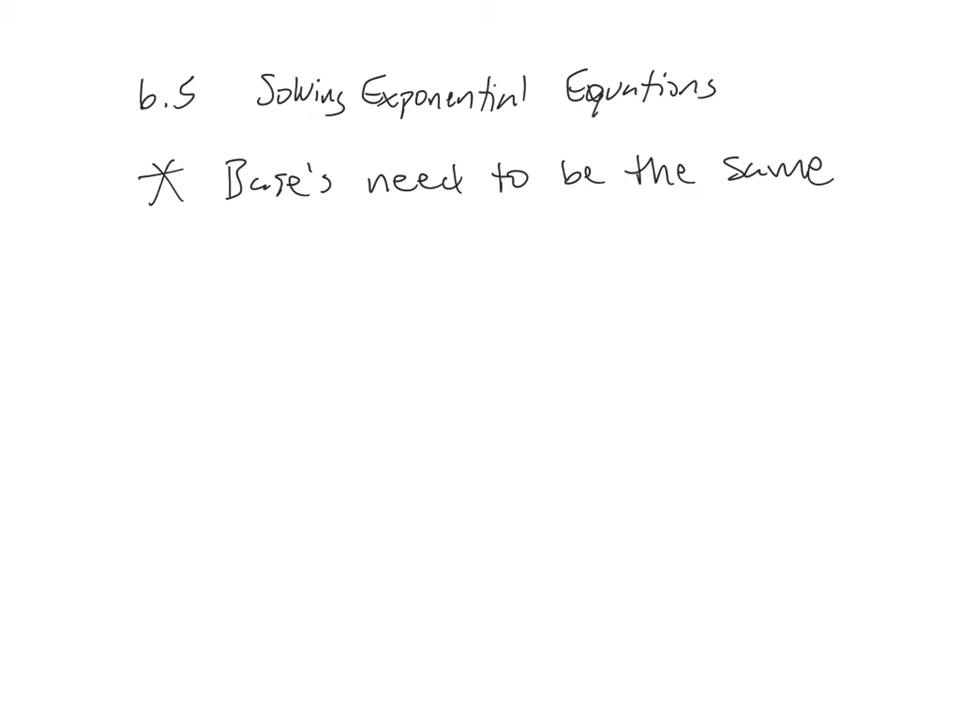 6.5 Solving Exponential Equations
* Base's need to be the same